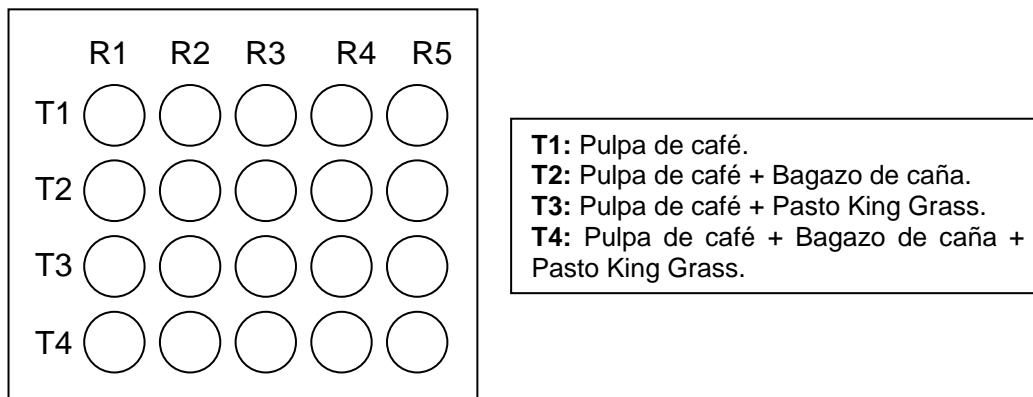 R1 R2 R3 R4 R5
T1
T2
T3
T4
T1: Pulpa de café.
T2: Pulpa de café + Bagazo de caña.
T3: Pulpa de café + Pasto King Grass.
T4: Pulpa de café + Bagazo de caña +
Pasto King Grass.